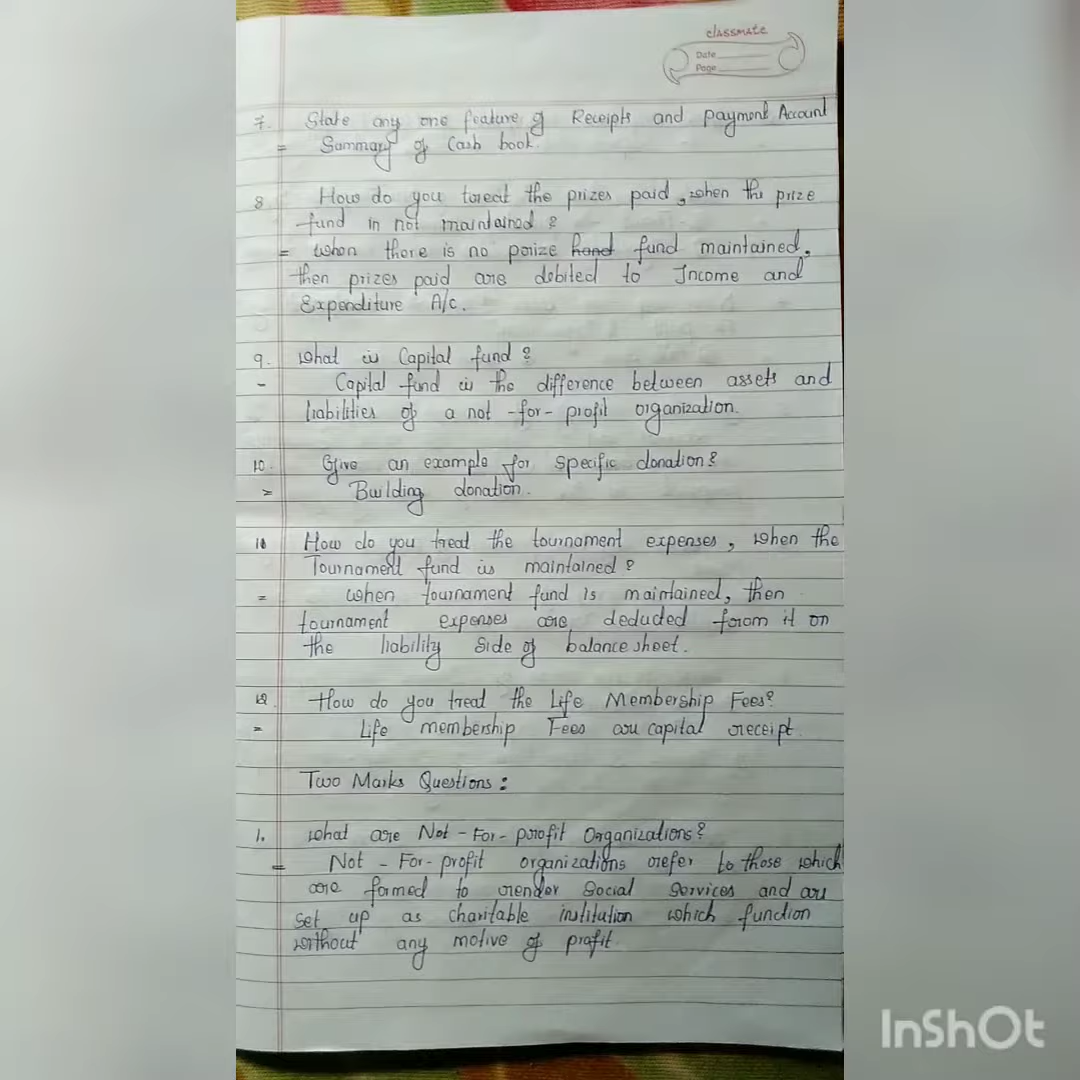 classmate
Date
Page
7. State any one feature of Receipts and payment Account
= Summary of Cash book.
8 How do you toreat the prizes paid, when the prize
fund in not maintained?
= when there is no porize hand fund maintained,
then prizes paid are debited to Income and
Expenditure A/c.
9. What is Capital fund?
- Capital fund is the difference between assets and
liabilities of a not-for-profit organization.
10. Give an example for specific donation?
= Building donation.
11 How do you treat the tournament expenses, when the
Tournament fund is maintained?
= when tournament fund is maintained, then
tournament expenses are deducted from it on
the liability side of balance sheet.
12 How do you treat the Life Membership Fees?
= Life membership Fees are capital receipt.
Two Marks Questions:
1. What are Not-For-profit Organizations?
= Not-For-profit organizations refer to those which
are formed to render Social Services and are
set up as charitable institution which function
without any motive of profit.
InShOt